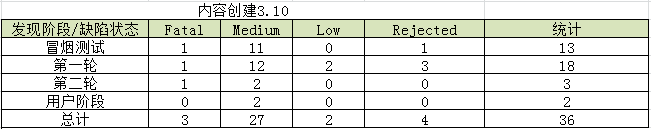 内容创建3.10
发现阶段/缺陷状态 Fatal Medium Low Rejected 统计
冒烟测试 1 11 0 1 13
第一轮 1 12 2 3 18
第二轮 1 2 0 0 3
用户阶段 0 2 0 0 2
总计 3 27 2 4 36